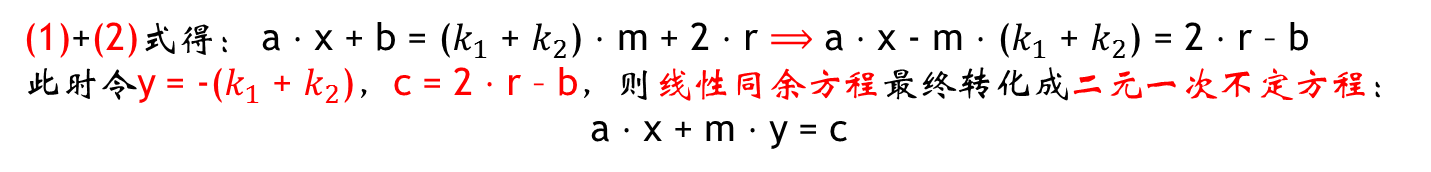 (1)+(2)式得： a · x + b = (k₁ + k₂) · m + 2 · r ⟹ a · x - m · (k₁ + k₂) = 2 · r – b
此时令y = -(k₁ + k₂)，c = 2 · r – b，则线性同余方程最终转化成二元一次不定方程：
a · x + m · y = c